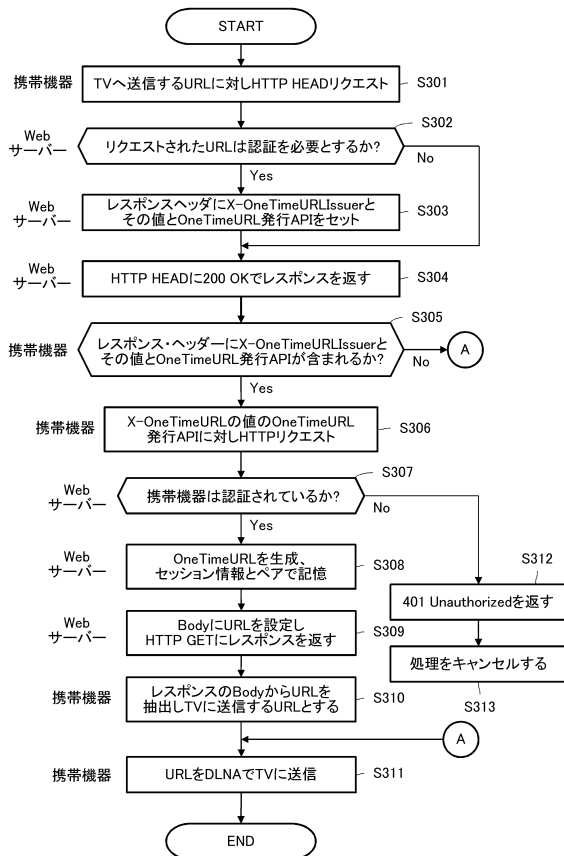 START
携帯機器
TVへ送信するURLに対しHTTP HEADリクエスト
S301
Web
サーバー
リクエストされたURLは認証を必要とするか?
S302
No
Yes
Web
サーバー
レスポンスヘッダにX-OneTimeURLIssuerと
その値とOneTimeURL発行APIをセット
S303
Web
サーバー
HTTP HEADに200 OKでレスポンスを返す
S304
携帯機器
レスポンス・ヘッダーにX-OneTimeURLIssuerと
その値とOneTimeURL発行APIが含まれるか?
S305
No
A
Yes
携帯機器
X-OneTimeURLの値のOneTimeURL
発行APIに対しHTTPリクエスト
S306
Web
サーバー
携帯機器は認証されているか?
S307
No
Yes
Web
サーバー
OneTimeURLを生成、
セッション情報とペアで記憶
S308
S312
401 Unauthorizedを返す
Web
サーバー
BodyにURLを設定し
HTTP GETにレスポンスを返す
S309
処理をキャンセルする
S313
携帯機器
レスポンスのBodyからURLを
抽出しTVに送信するURLとする
S310
A
携帯機器
URLをDLNAでTVに送信
S311
END